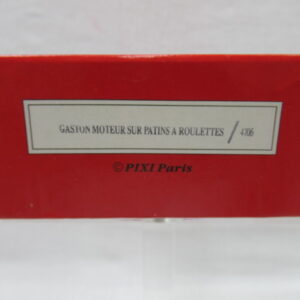 GASTON MOTEUR SUR PATINS A ROULETTES / 4706
©PIXI Paris